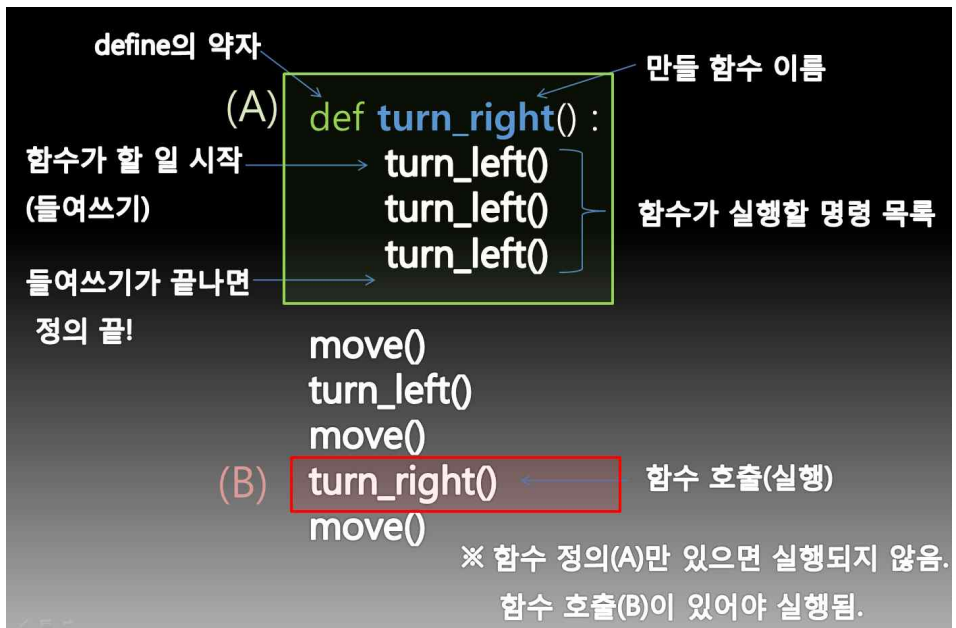 define의 약자
만들 함수 이름
(A)
def turn_right() :
함수가 할 일 시작
(들여쓰기)
turn_left()
turn_left()
turn_left()
함수가 실행할 명령 목록
들여쓰기가 끝나면
정의 끝!
move()
turn_left()
move()
(B)
turn_right()
함수 호출(실행)
move()
※ 함수 정의(A)만 있으면 실행되지 않음.
함수 호출(B)이 있어야 실행됨.